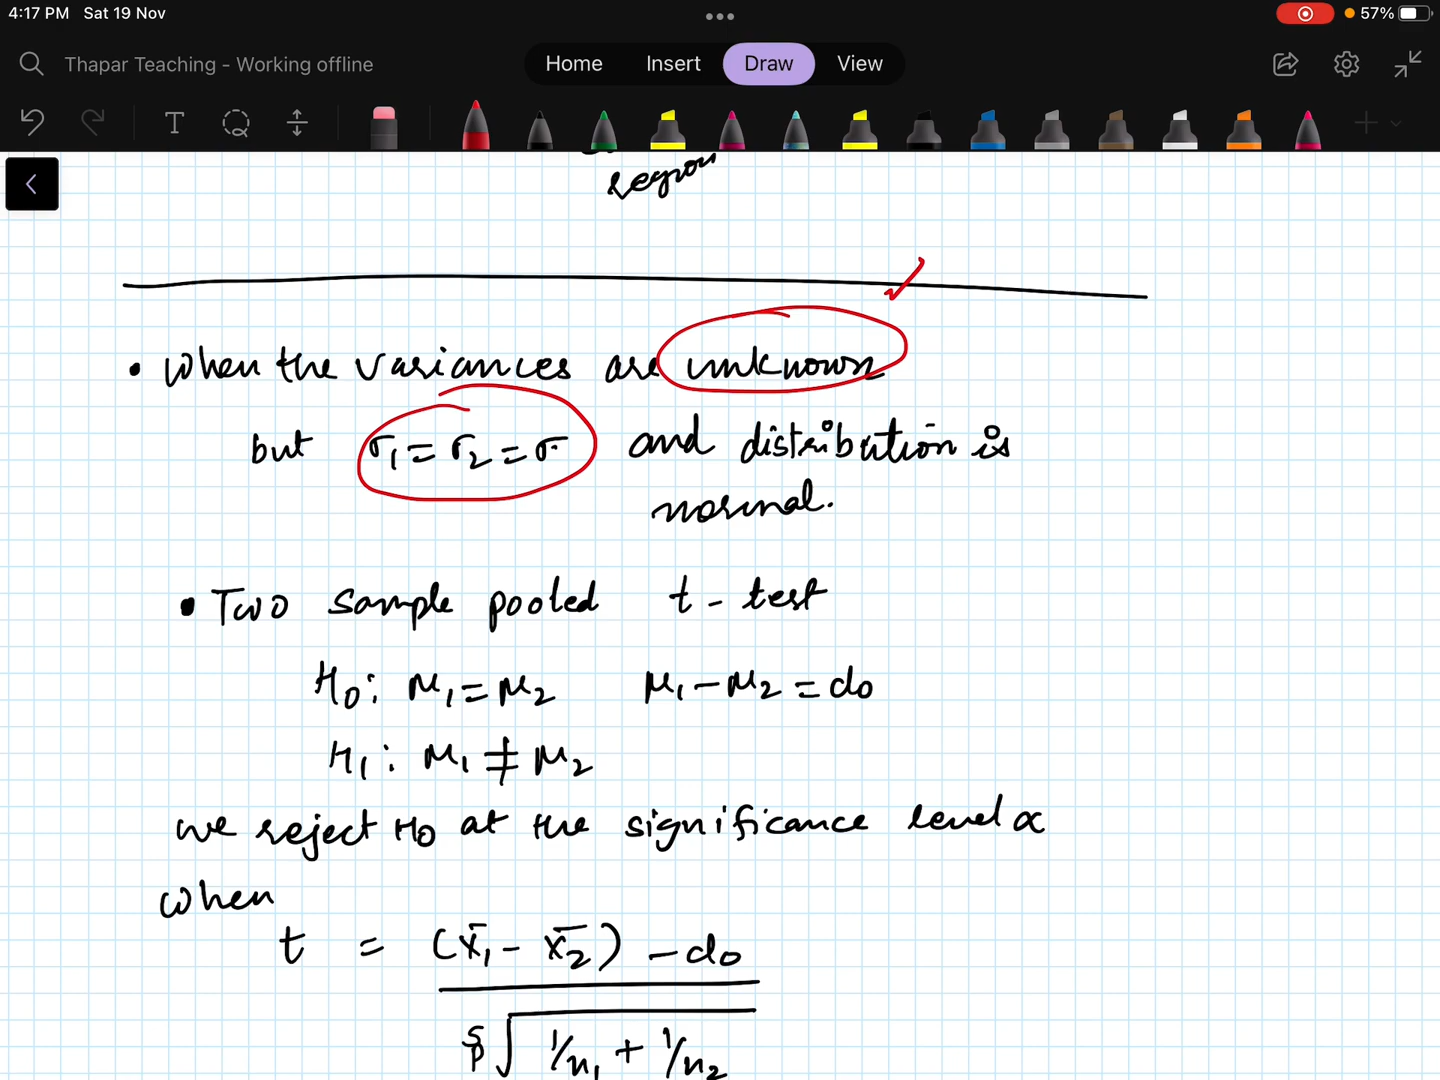 4:17 PM Sat 19 Nov
57%
Thapar Teaching - Working offline
Home Insert Draw View
T
region
• When the variances are unknown
but σ1 = σ2 = σ and distribution is
normal.
• Two sample pooled t - test
H0: μ1 = μ2 μ1 - μ2 = d0
H1: μ1 ≠ μ2
we reject H0 at the significance level α
when
t = (x̄1 - x̄2) - d0
Sp √ 1/n1 + 1/n2